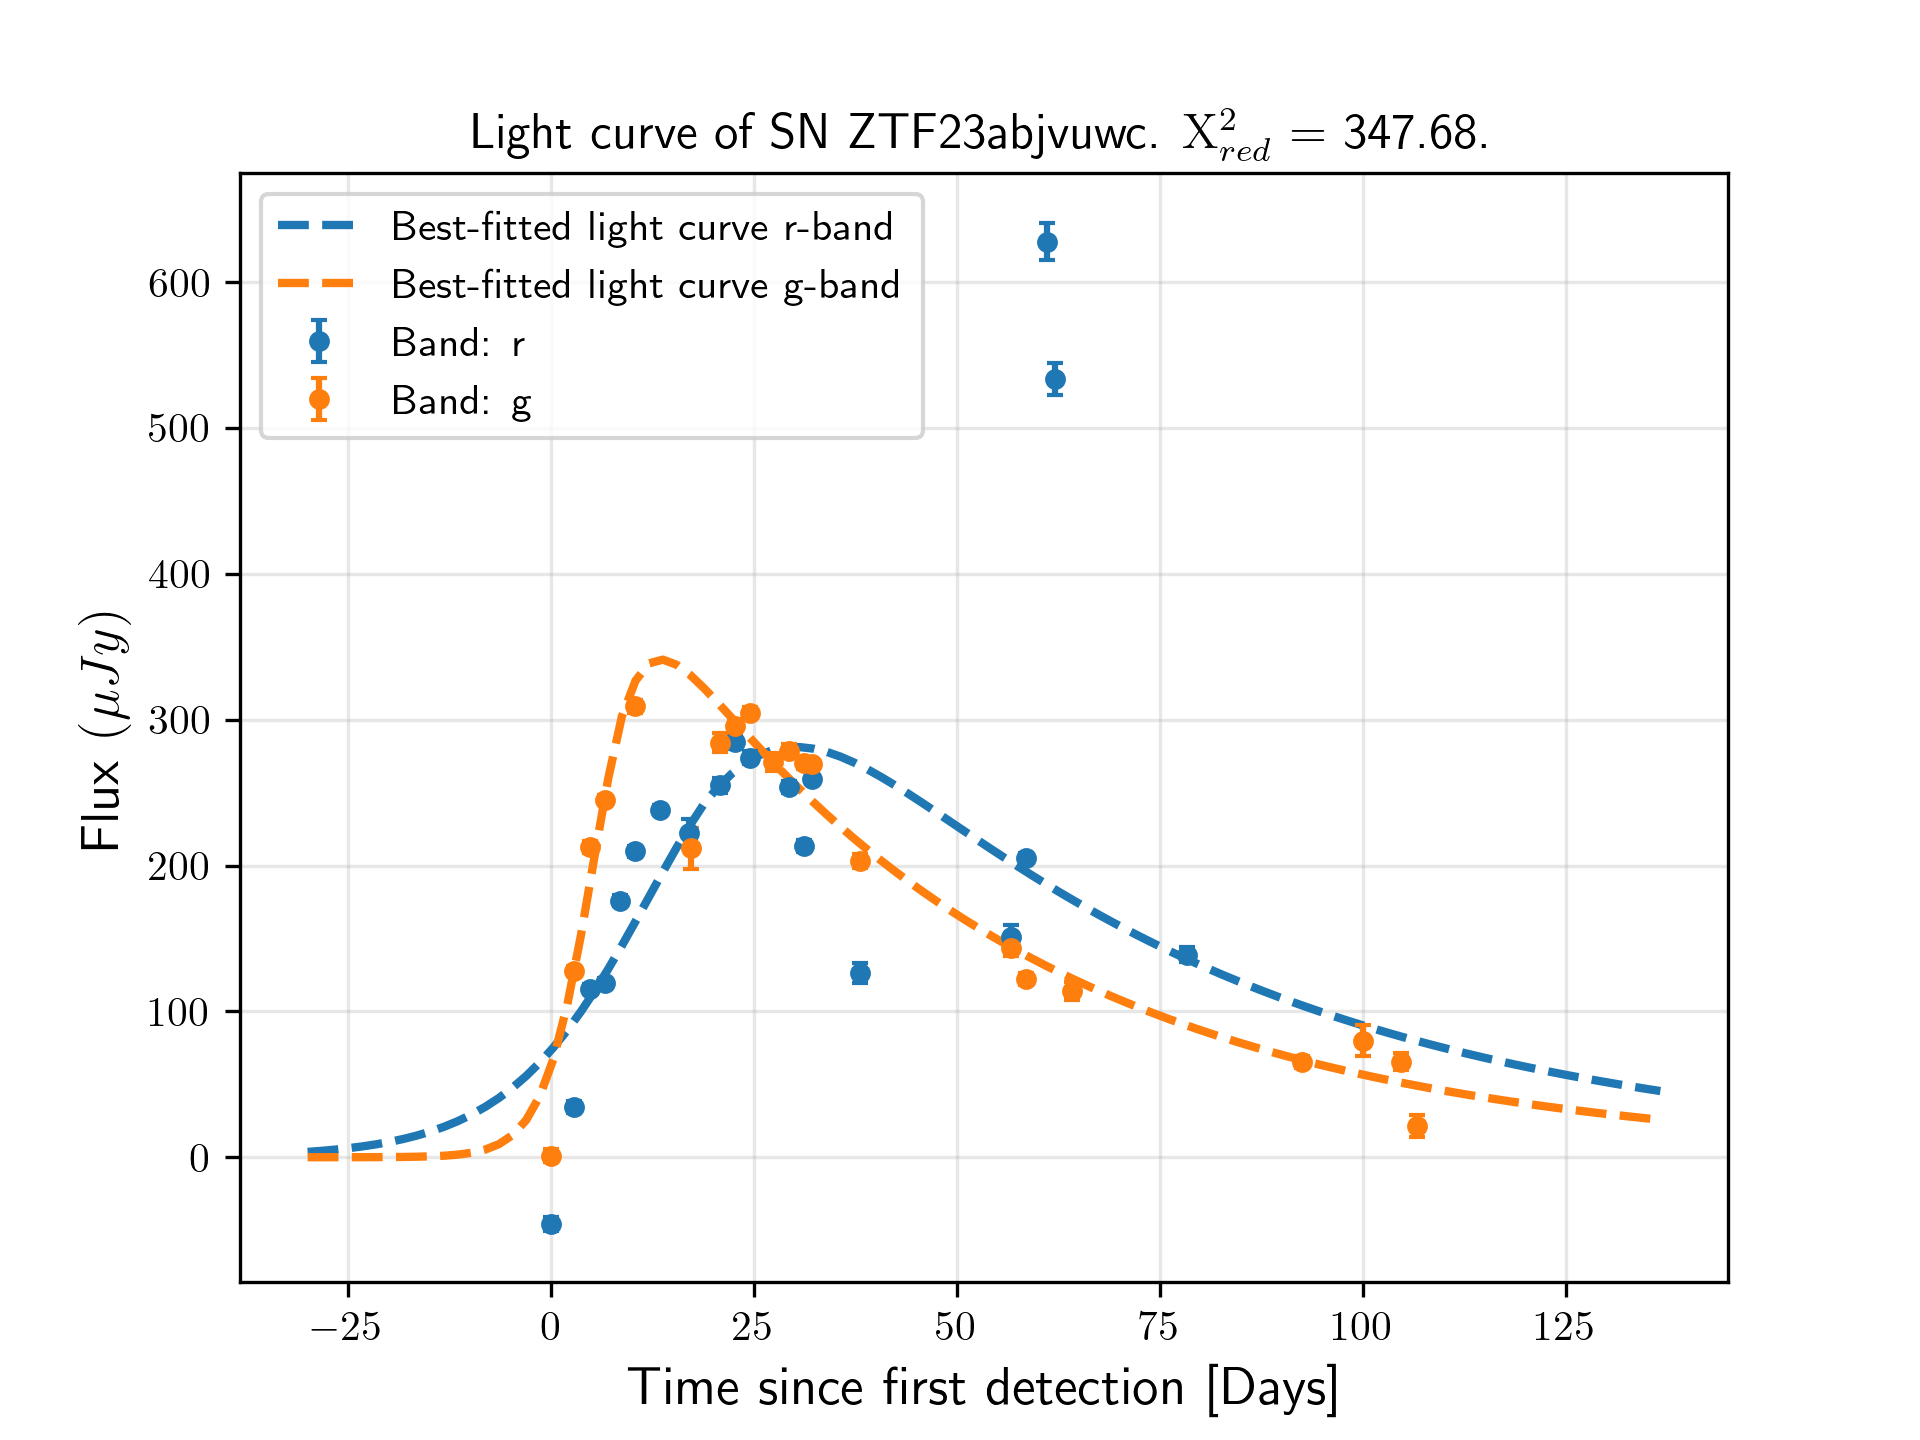 Light curve of SN ZTF23abjvuwc. X²_red = 347.68.
Best-fitted light curve r-band
Best-fitted light curve g-band
Band: r
Band: g
Flux (μJy)
600
500
400
300
200
100
0
−25 0 25 50 75 100 125
Time since first detection [Days]